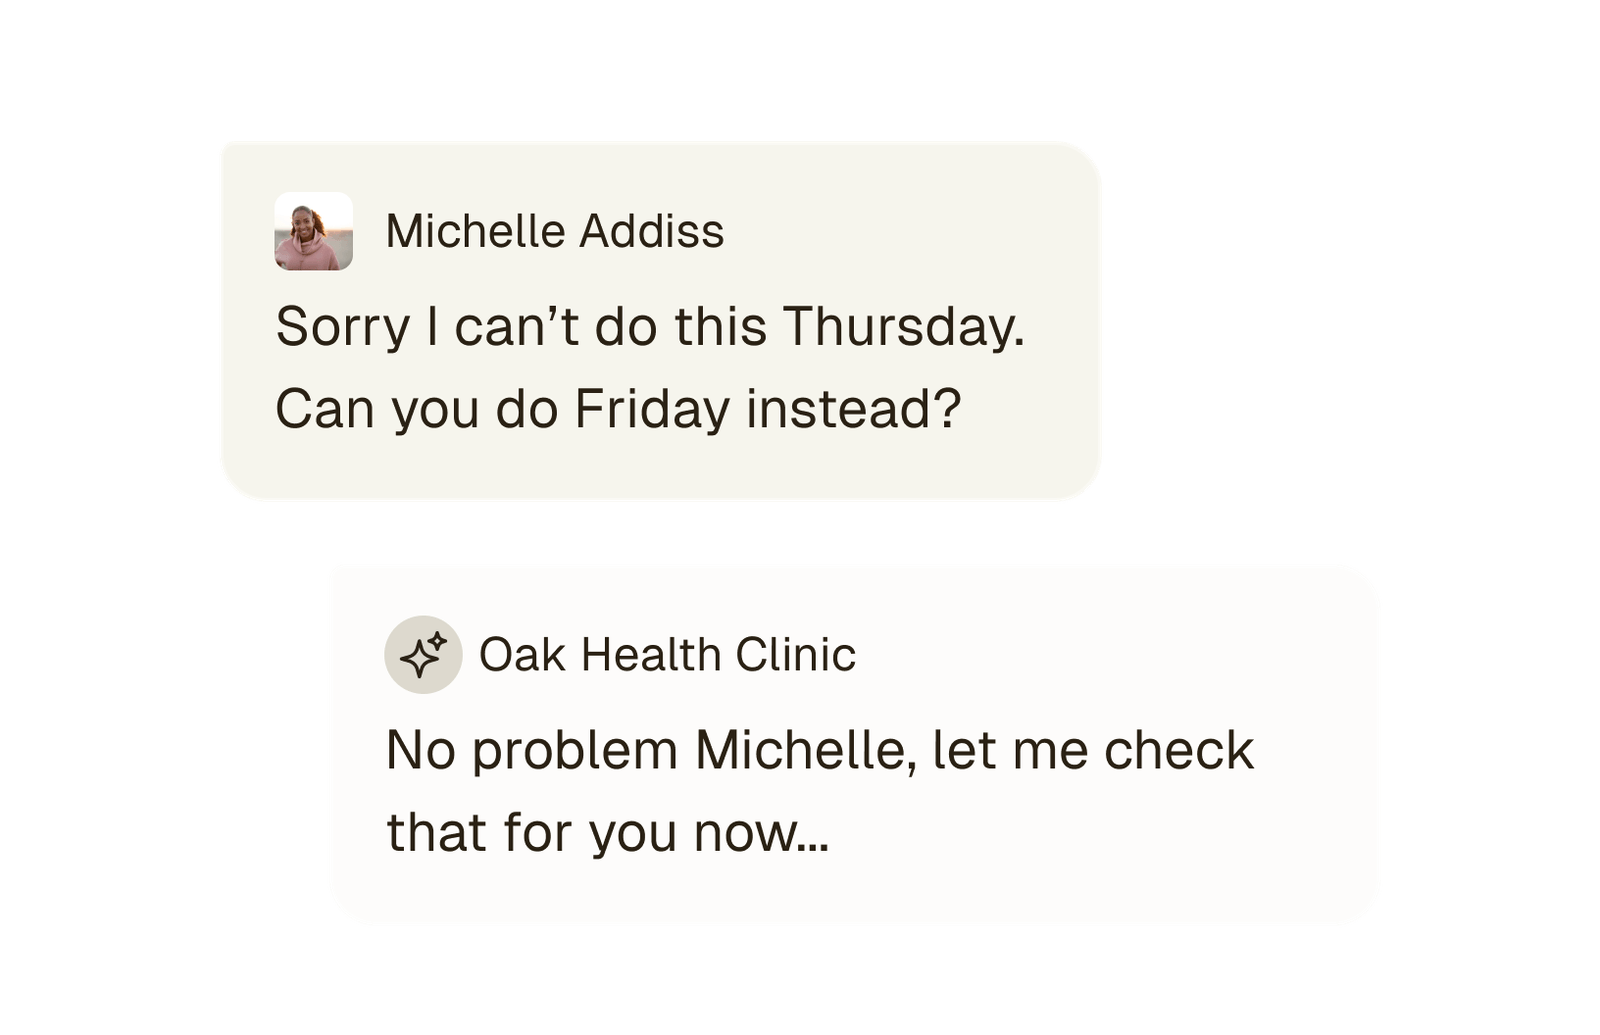 Michelle Addiss
Sorry I can’t do this Thursday.
Can you do Friday instead?
Oak Health Clinic
No problem Michelle, let me check
that for you now...